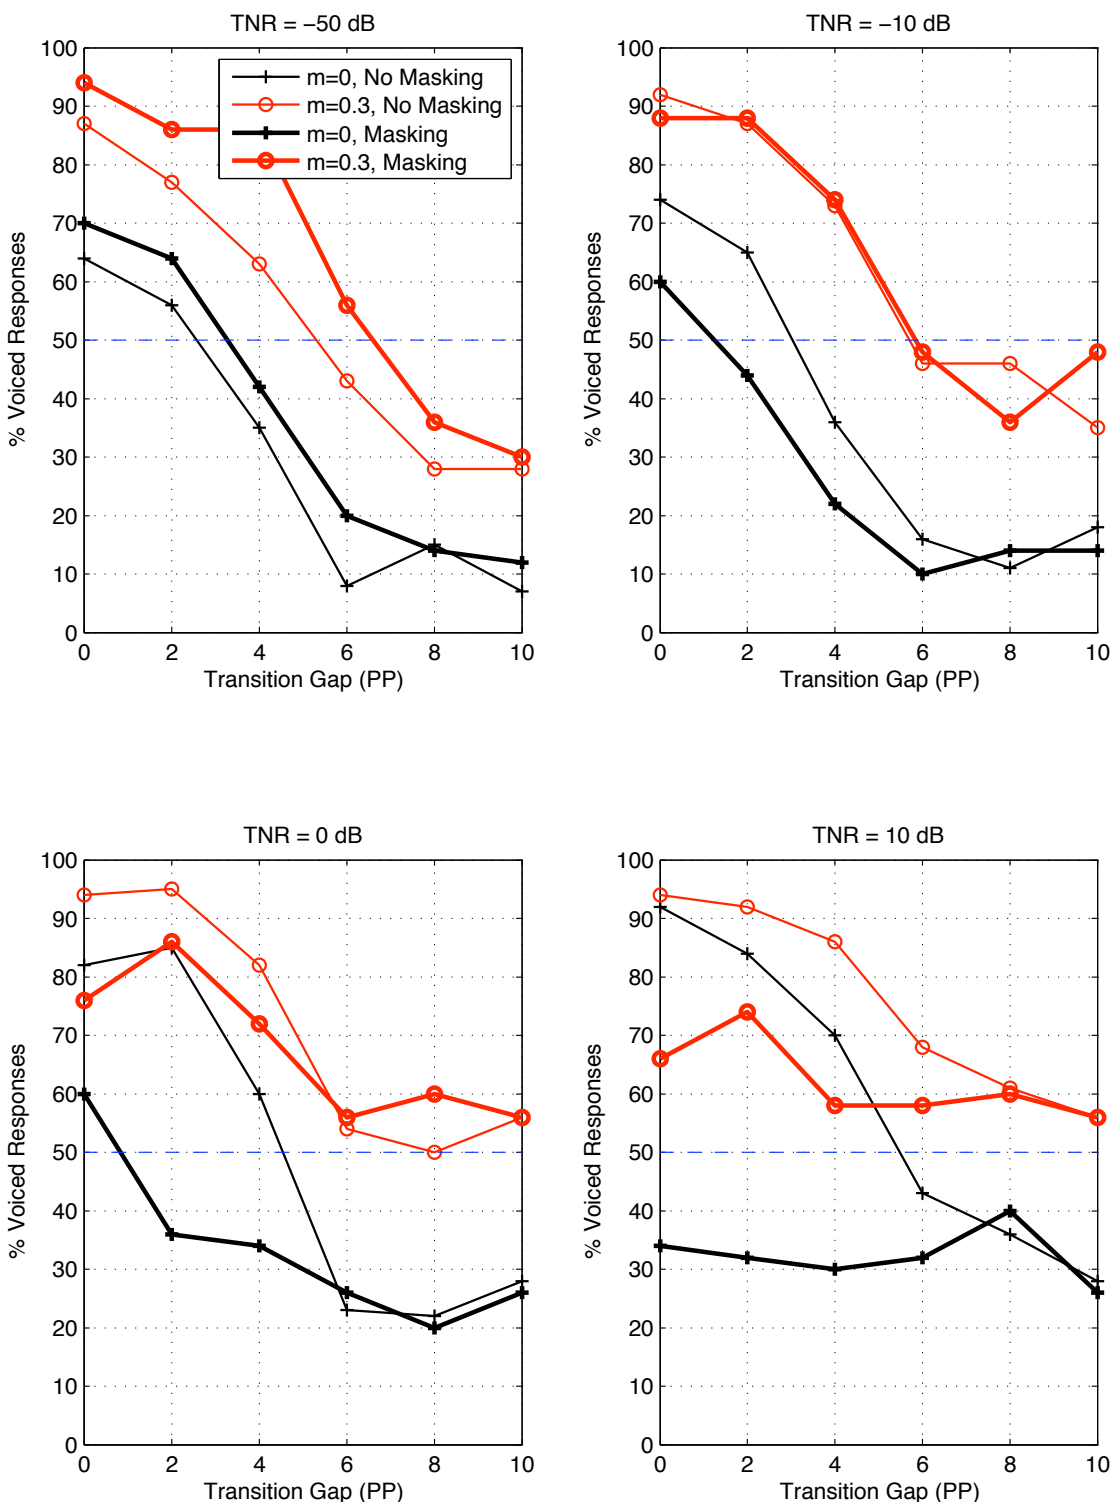 TNR = −50 dB
100
90
80
70
60
50
40
30
20
10
0
% Voiced Responses
m=0, No Masking
m=0.3, No Masking
m=0, Masking
m=0.3, Masking
0 2 4 6 8 10
Transition Gap (PP)
TNR = −10 dB
100
90
80
70
60
50
40
30
20
10
0
% Voiced Responses
0 2 4 6 8 10
Transition Gap (PP)
TNR = 0 dB
100
90
80
70
60
50
40
30
20
10
0
% Voiced Responses
0 2 4 6 8 10
Transition Gap (PP)
TNR = 10 dB
100
90
80
70
60
50
40
30
20
10
0
% Voiced Responses
0 2 4 6 8 10
Transition Gap (PP)